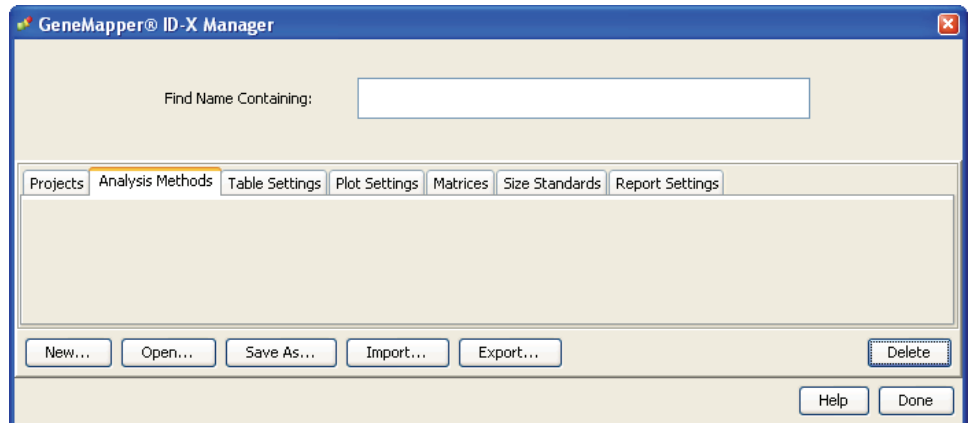 GeneMapper® ID-X Manager
Find Name Containing:
Projects Analysis Methods Table Settings Plot Settings Matrices Size Standards Report Settings
New... Open... Save As... Import... Export... Delete
Help Done